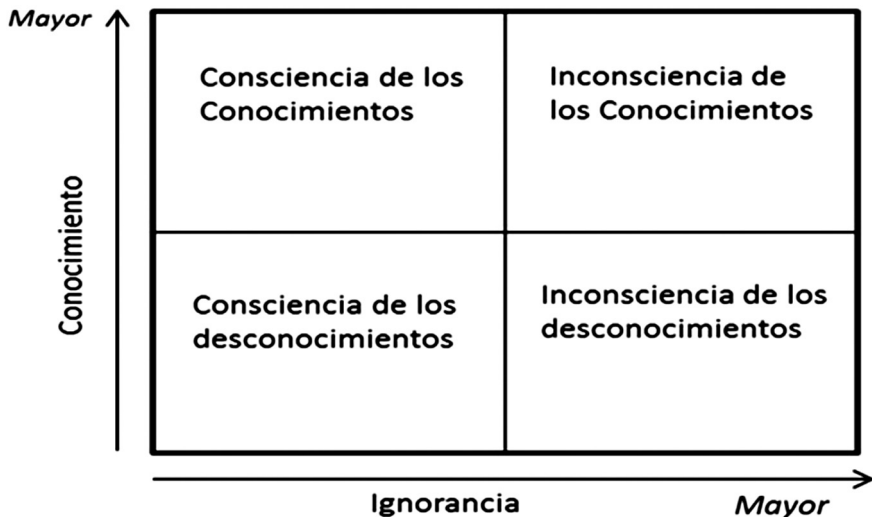 Mayor
Consciencia de los
Conocimientos
Inconsciencia de
los Conocimientos
Conocimiento
Consciencia de los
desconocimientos
Inconsciencia de los
desconocimientos
Ignorancia
Mayor